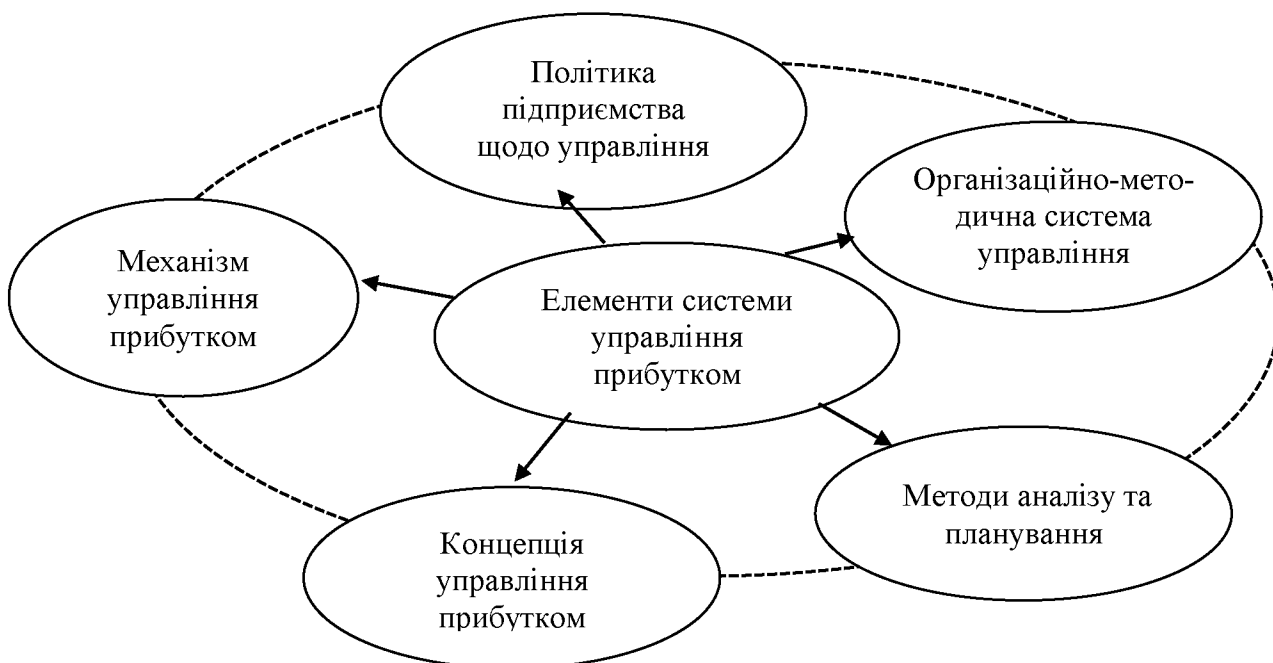 Політика
підприємства
щодо управління
Організаційно-мето-
дична система
управління
Механізм
управління
прибутком
Елементи системи
управління
прибутком
Методи аналізу та
планування
Концепція
управління
прибутком